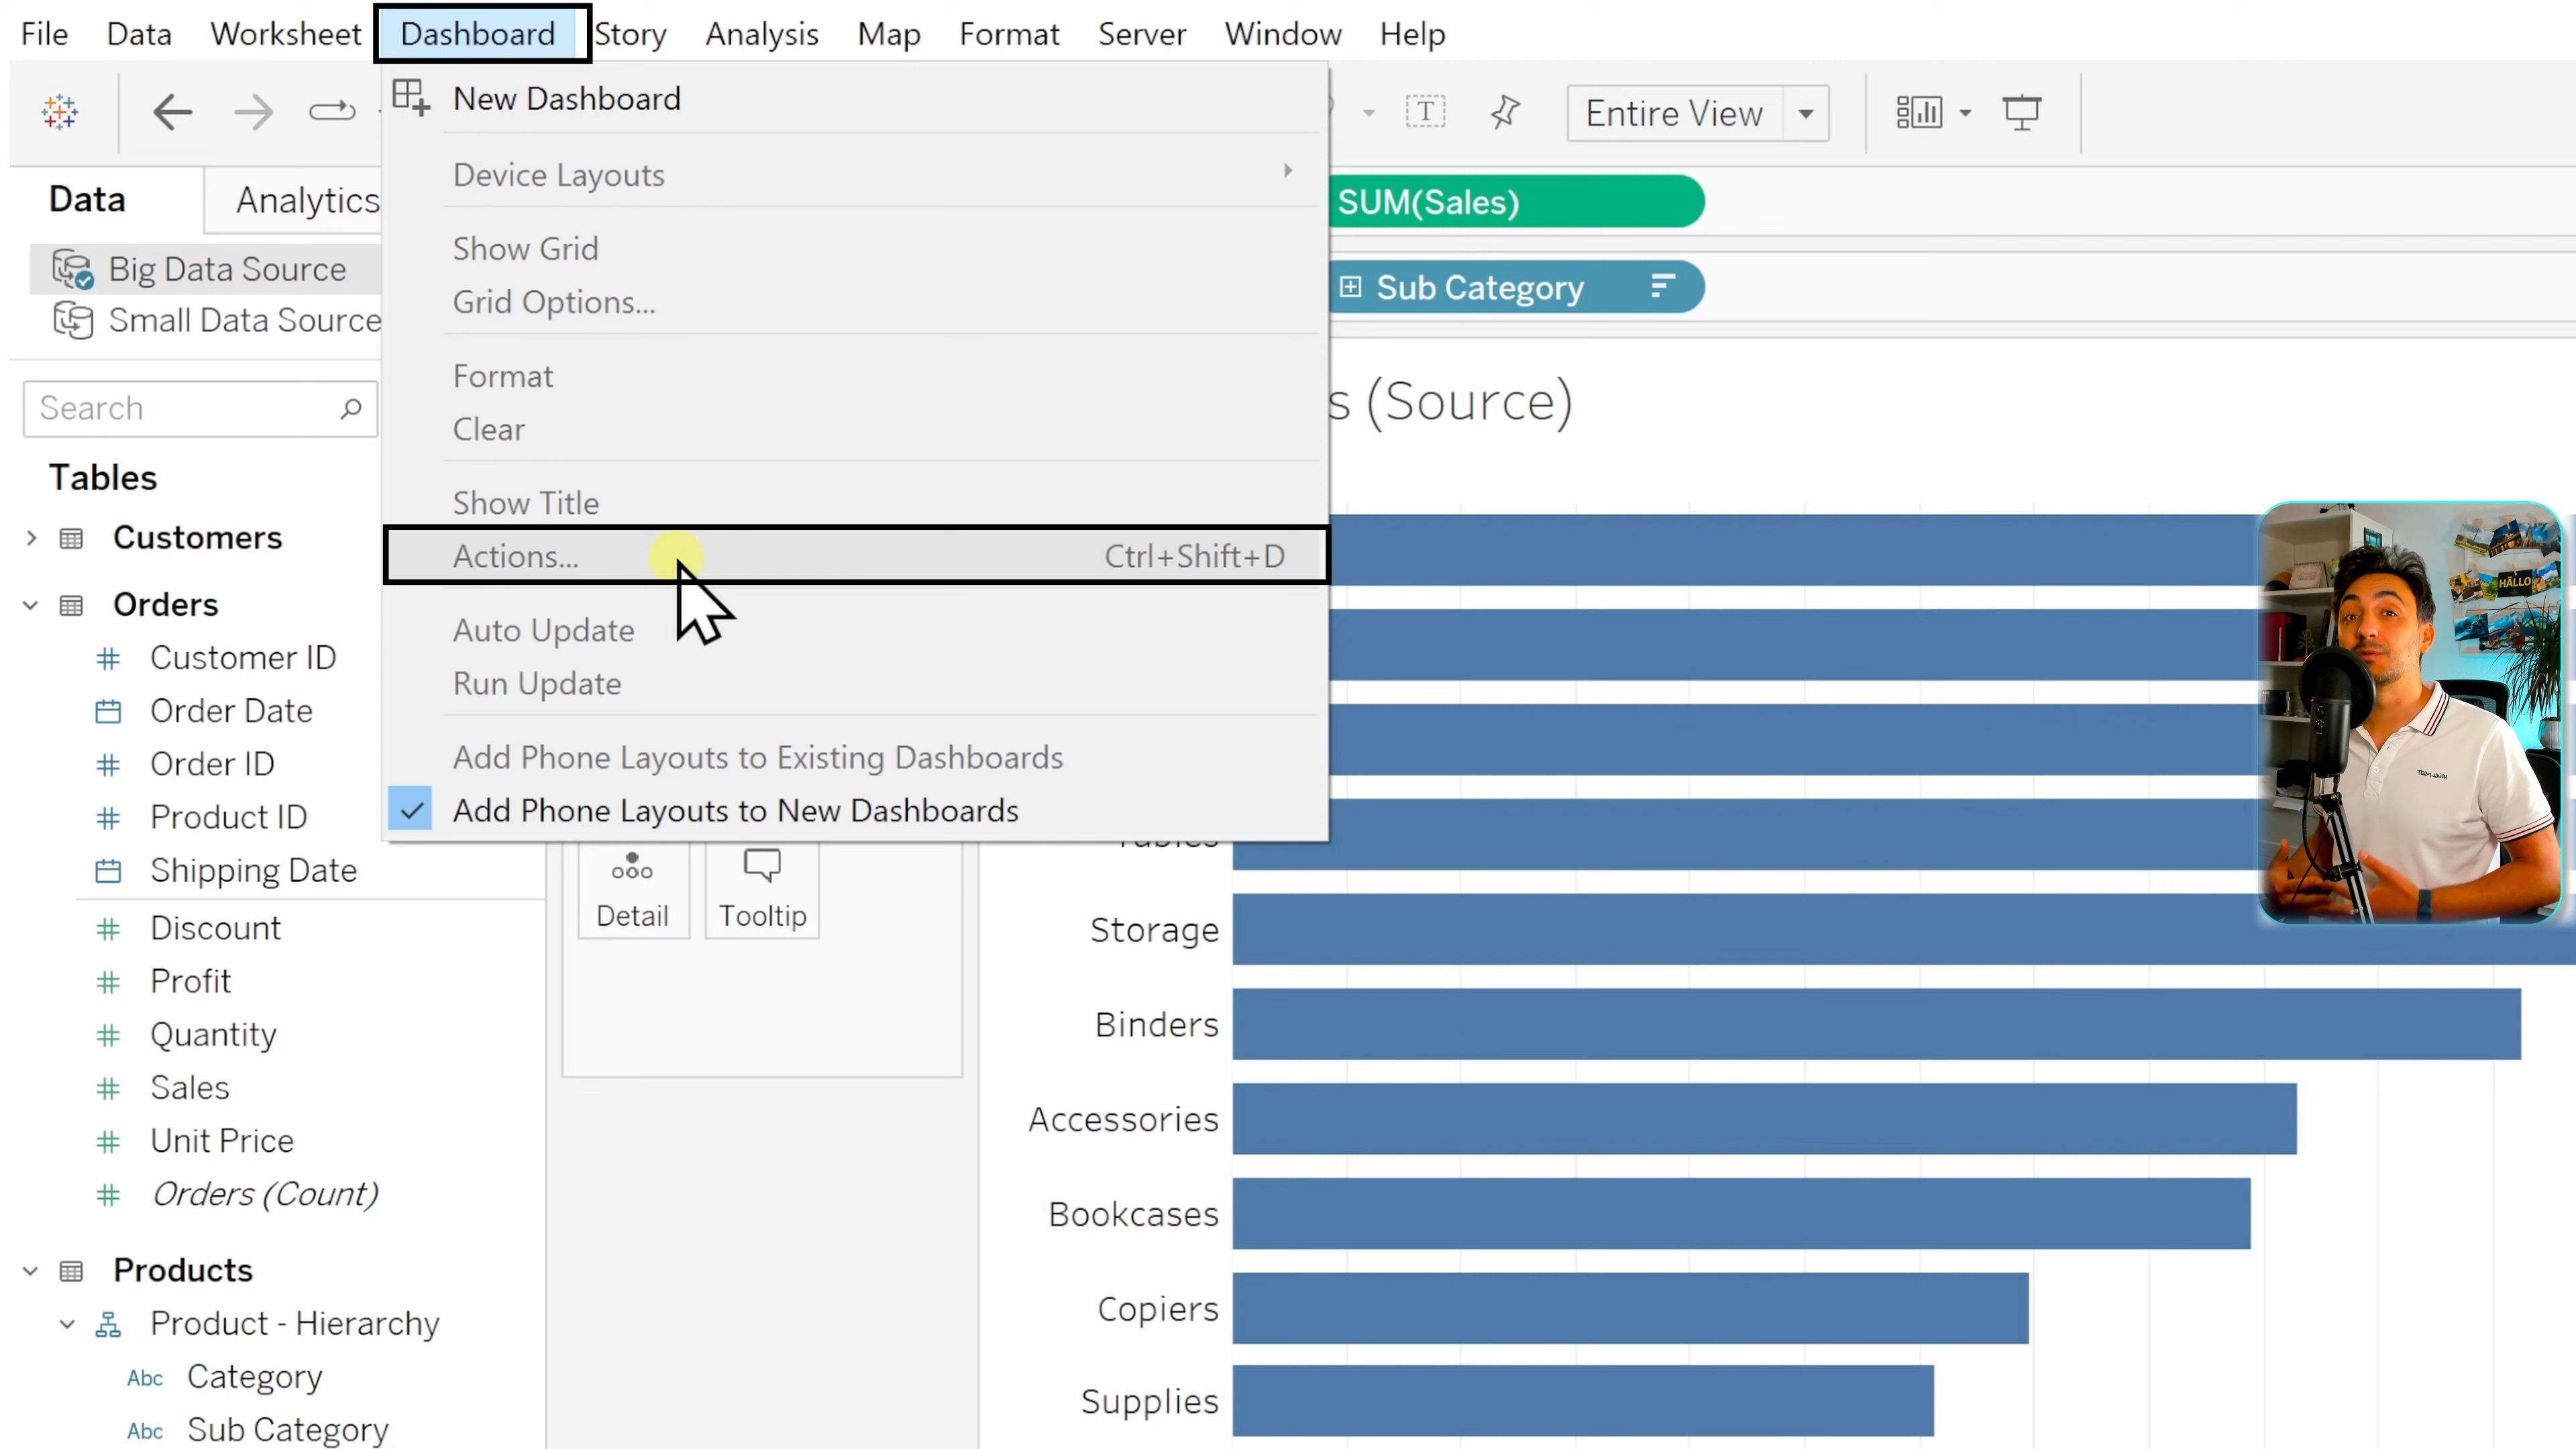 File Data Worksheet Dashboard Story Analysis Map Format Server Window Help
New Dashboard
Entire View
Device Layouts
Data Analytics
SUM(Sales)
Show Grid
Big Data Source
Grid Options...
Sub Category
Small Data Source
Format
Search
s (Source)
Clear
Tables
Show Title
Customers
Actions... Ctrl+Shift+D
Orders
Auto Update
Customer ID
Run Update
Order Date
Add Phone Layouts to Existing Dashboards
Order ID
Add Phone Layouts to New Dashboards
Product ID
Tables
Shipping Date
Detail Tooltip
Discount
Storage
Profit
Quantity
Binders
Sales
Accessories
Unit Price
Orders (Count)
Bookcases
Products
Copiers
Product - Hierarchy
Abc Category
Supplies
Abc Sub Category
HÄLLO